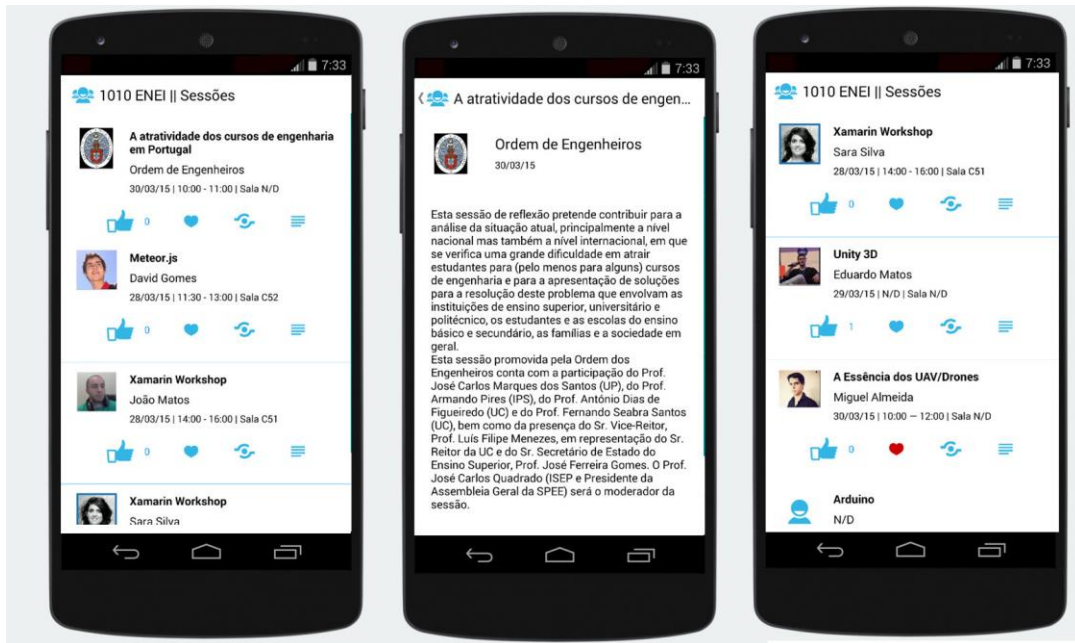 7:33
1010 ENEI || Sessões
A atratividade dos cursos de engenharia
em Portugal
Ordem de Engenheiros
30/03/15 | 10:00 - 11:00 | Sala N/D
0
Meteor.js
David Gomes
28/03/15 | 11:30 - 13:00 | Sala C52
0
Xamarin Workshop
João Matos
28/03/15 | 14:00 - 16:00 | Sala C51
0
Xamarin Workshop
Sara Silva
7:33
A atratividade dos cursos de engen...
Ordem de Engenheiros
30/03/15
Esta sessão de reflexão pretende contribuir para a
análise da situação atual, principalmente a nível
nacional mas também a nível internacional, em que
se verifica uma grande dificuldade em atrair
estudantes para (pelo menos para alguns) cursos
de engenharia e para a apresentação de soluções
para a resolução deste problema que envolvam as
instituições de ensino superior, universitário e
politécnico, os estudantes e as escolas do ensino
básico e secundário, as famílias e a sociedade em
geral.
Esta sessão promovida pela Ordem dos
Engenheiros conta com a participação do Prof.
José Carlos Marques dos Santos (UP), do Prof.
Armando Pires (IPS), do Prof. António Dias de
Figueiredo (UC) e do Prof. Fernando Seabra Santos
(UC), bem como da presença do Sr. Vice-Reitor,
Prof. Luís Filipe Menezes, em representação do Sr.
Reitor da UC e do Sr. Secretário de Estado do
Ensino Superior, Prof. José Ferreira Gomes. O Prof.
José Carlos Quadrado (ISEP e Presidente da
Assembleia Geral da SPEE) será o moderador da
sessão.
7:33
1010 ENEI || Sessões
Xamarin Workshop
Sara Silva
28/03/15 | 14:00 - 16:00 | Sala C51
0
Unity 3D
Eduardo Matos
29/03/15 | N/D | Sala N/D
1
A Essência dos UAV/Drones
Miguel Almeida
30/03/15 | 10:00 — 12:00 | Sala N/D
0
Arduino
N/D